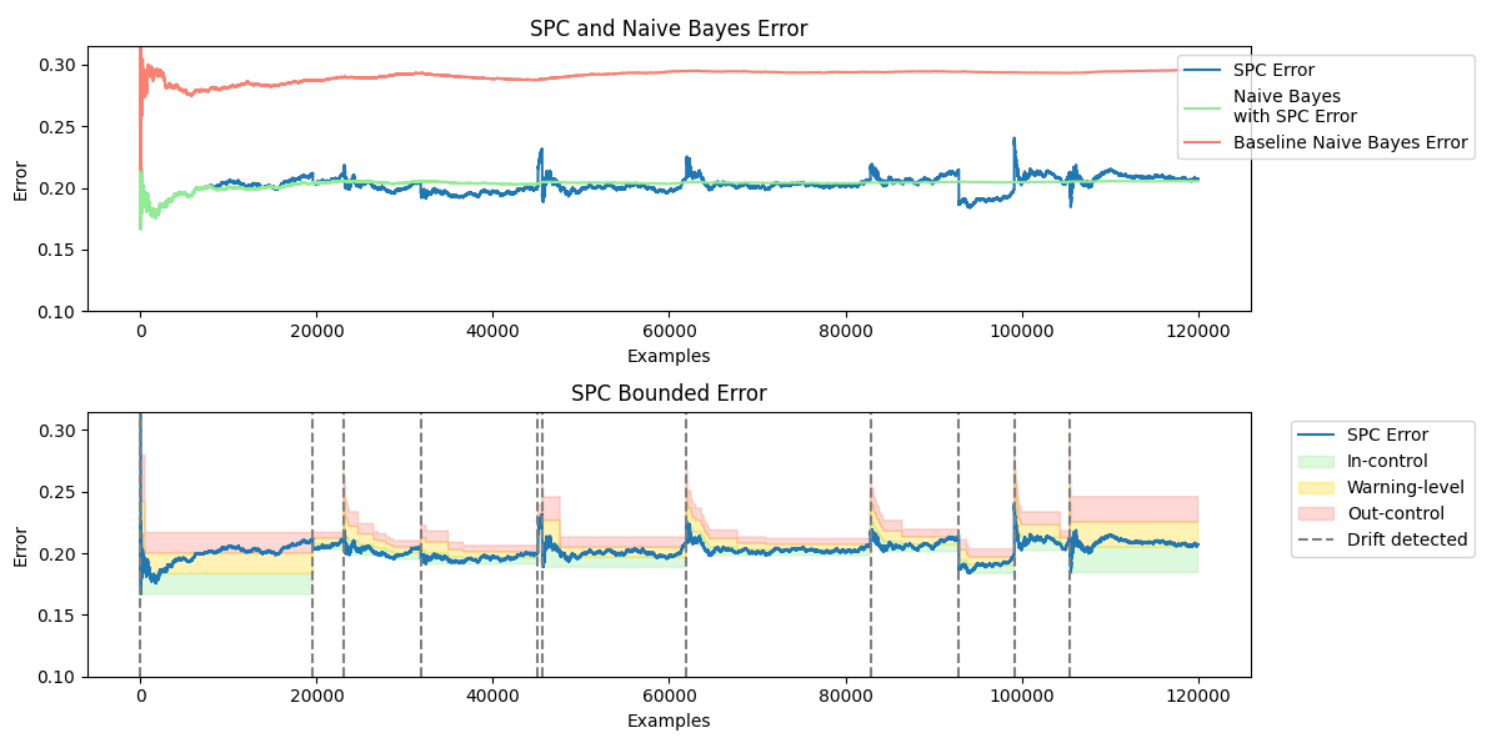 SPC and Naive Bayes Error
0.30
0.25
0.20
0.15
0.10
Error
0
20000
40000
60000
80000
100000
120000
Examples
SPC Error
Naive Bayes
with SPC Error
Baseline Naive Bayes Error
SPC Bounded Error
0.30
0.25
0.20
0.15
0.10
Error
0
20000
40000
60000
80000
100000
120000
Examples
SPC Error
In-control
Warning-level
Out-control
Drift detected